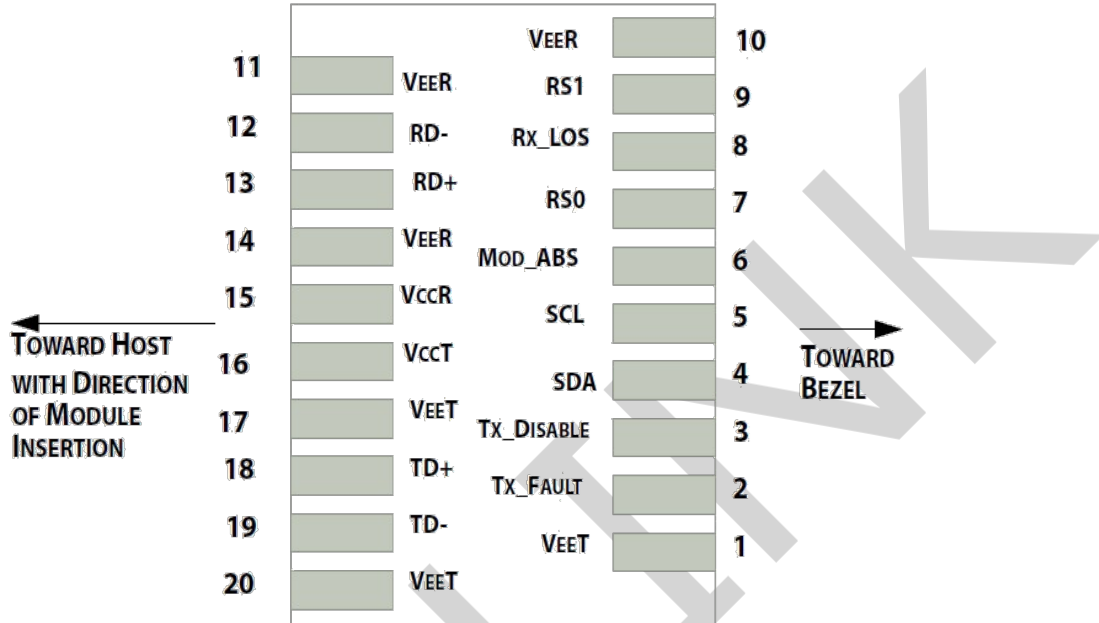 VEER 10
11 VEER
RS1 9
12 RD-
RX_LOS 8
13 RD+
RS0 7
14 VEER
MOD_ABS 6
15 VCCR
SCL 5
TOWARD HOST
WITH DIRECTION
OF MODULE
INSERTION
TOWARD
BEZEL
16 VCCT
SDA 4
17 VEET
TX_DISABLE 3
18 TD+
TX_FAULT 2
19 TD-
VEET 1
20 VEET
INK